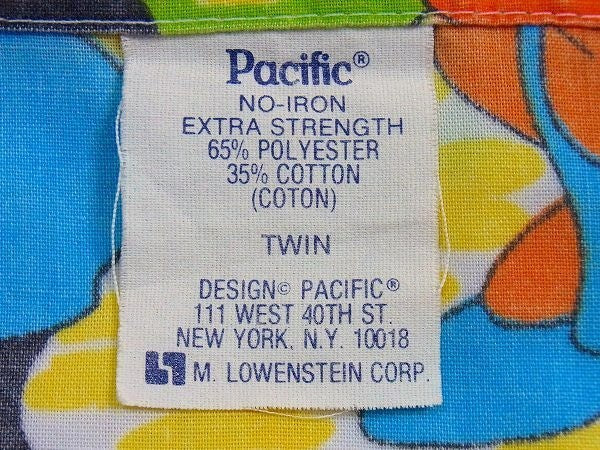 Pacific®
NO-IRON
EXTRA STRENGTH
65% POLYESTER
35% COTTON
(COTON)
TWIN
DESIGN© PACIFIC®
111 WEST 40TH ST.
NEW YORK. N.Y. 10018
M. LOWENSTEIN CORP.